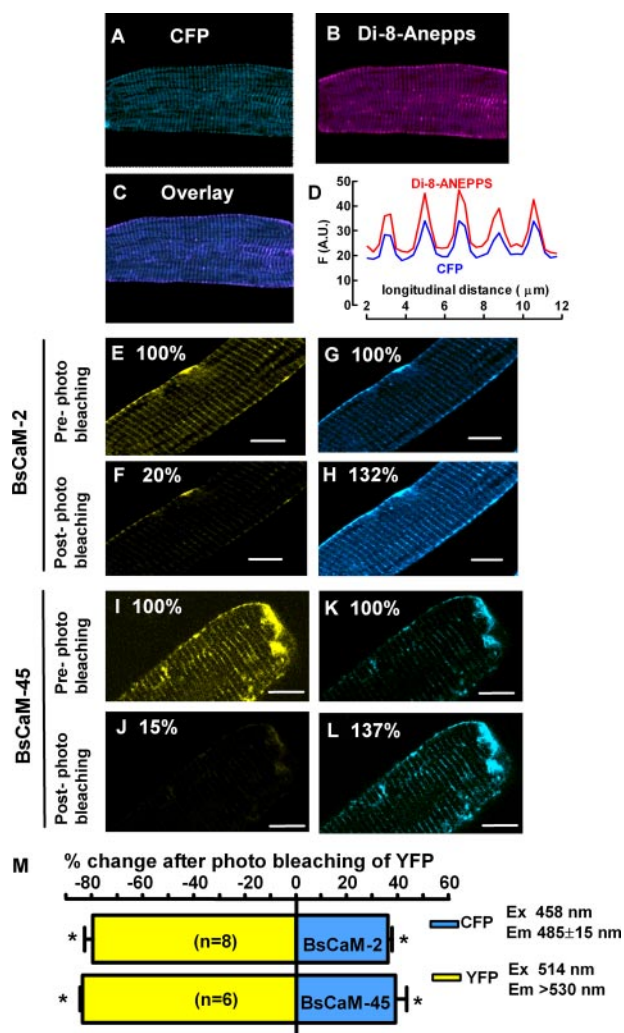 A CFP
B Di-8-Anepps
C Overlay
D
Di-8-ANEPPS
CFP
F (A.U.)
50
40
30
20
0
longitudinal distance ( μm)
2 4 6 8 10 12
BsCaM-2
Pre- photo bleaching
E 100%
G 100%
Post- photo bleaching
F 20%
H 132%
BsCaM-45
Pre- photo bleaching
I 100%
K 100%
Post- photo bleaching
J 15%
L 137%
M
% change after photo bleaching of YFP
-80 -60 -40 -20 0 20 40 60
* (n=8) BsCaM-2 *
* (n=6) BsCaM-45 *
CFP Ex 458 nm
Em 485±15 nm
YFP Ex 514 nm
Em >530 nm